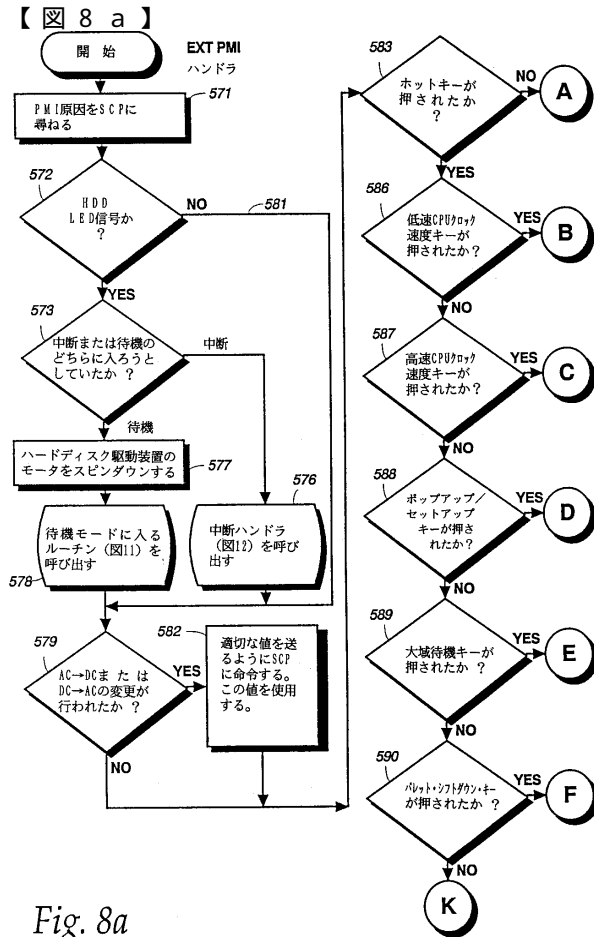 【図8a】
開始
EXT PMI
ハンドラ
571
PMI原因をSCPに
尋ねる
572
HDD
LED信号か
?
NO
581
YES
573
中断または待機の
どちらに入ろうと
していたか ?
中断
待機
ハードディスク駆動装置の
モータをスピンダウンする
577
576
待機モードに入る
ルーチン(図11)を
呼び出す
578
中断ハンドラ
(図12)を呼び
出す
579
AC→DCまたは
DC→ACの変更が
行われたか ?
YES
582
適切な値を送
るようにSCP
に命令する。
この値を使用
する。
NO
583
ホットキーが
押されたか
?
NO
A
YES
586
低速CPUクロック
速度キーが
押されたか?
YES
B
NO
587
高速CPUクロック
速度キーが
押されたか?
YES
C
NO
588
ポップアップ/
セットアップ
キーが押さ
れたか?
YES
D
NO
589
大域待機キーが
押されたか ?
YES
E
NO
590
パレット・シフトダウン・キー
が押されたか ?
YES
F
NO
K
Fig. 8a